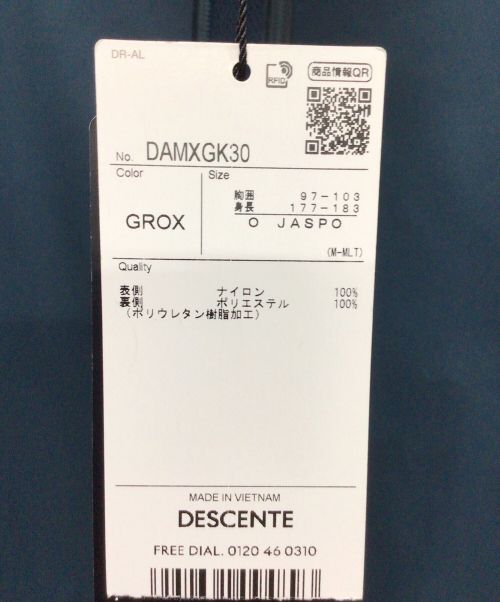 DR-AL
RFID
商品情報QR
No. DAMXGK30
Color
Size
GROX
胸囲 97-103
身長 177-183
O JASPO
(M-MLT)
Quality
表側 ナイロン 100%
裏側 ポリエステル 100%
(ポリウレタン樹脂加工)
MADE IN VIETNAM
DESCENTE
FREE DIAL. 0120 46 0310